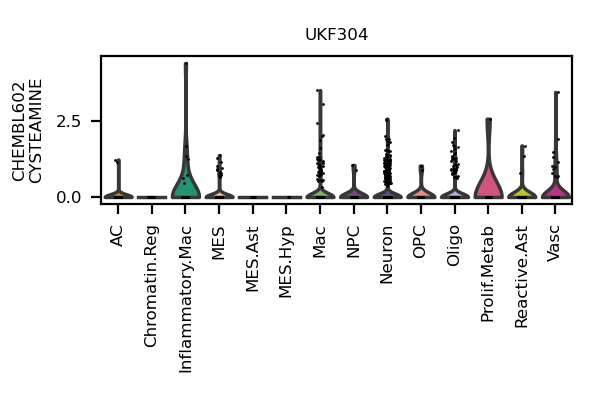 UKF304
CHEMBL602
CYSTEAMINE
2.5
0.0
AC
Chromatin.Reg
Inflammatory.Mac
MES
MES.Ast
MES.Hyp
Mac
NPC
Neuron
OPC
Oligo
Prolif.Metab
Reactive.Ast
Vasc